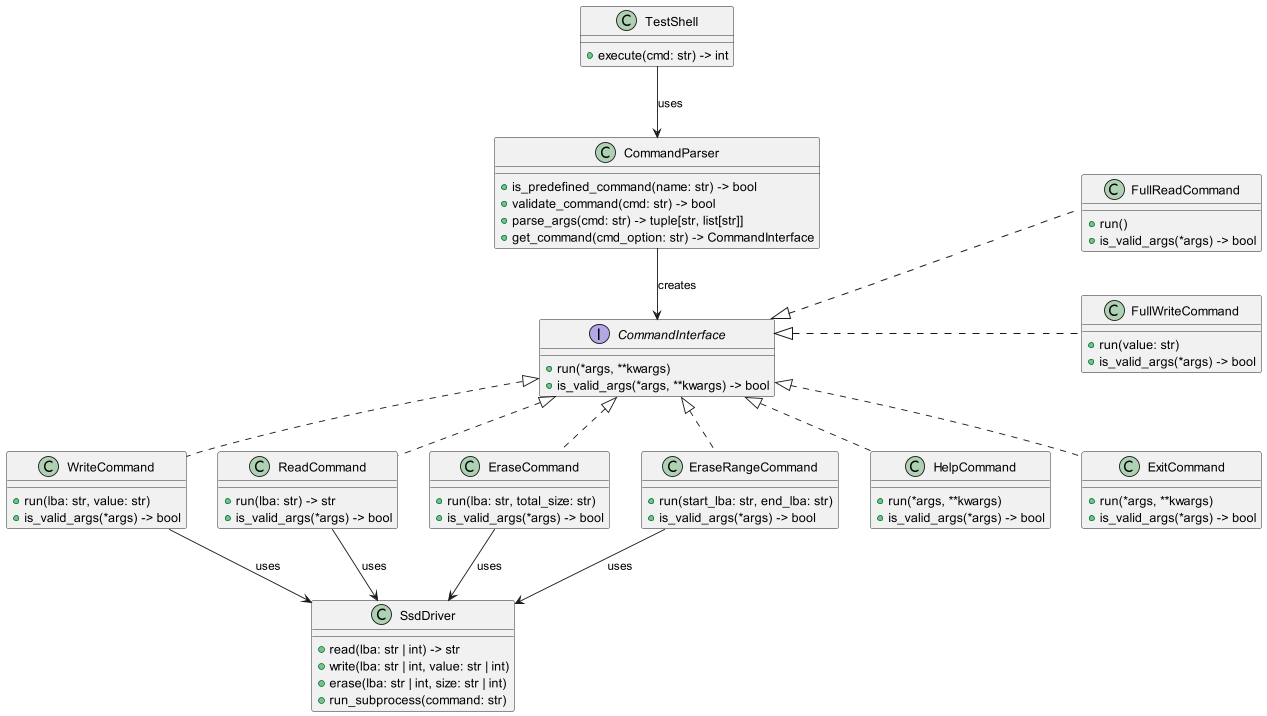 C TestShell
execute(cmd: str) -> int
uses
C CommandParser
is_predefined_command(name: str) -> bool
validate_command(cmd: str) -> bool
parse_args(cmd: str) -> tuple[str, list[str]]
get_command(cmd_option: str) -> CommandInterface
C FullReadCommand
run()
is_valid_args(*args) -> bool
creates
C FullWriteCommand
run(value: str)
is_valid_args(*args) -> bool
I CommandInterface
run(*args, **kwargs)
is_valid_args(*args, **kwargs) -> bool
C WriteCommand
run(lba: str, value: str)
is_valid_args(*args) -> bool
C ReadCommand
run(lba: str) -> str
is_valid_args(*args) -> bool
C EraseCommand
run(lba: str, total_size: str)
is_valid_args(*args) -> bool
C EraseRangeCommand
run(start_lba: str, end_lba: str)
is_valid_args(*args) -> bool
C HelpCommand
run(*args, **kwargs)
is_valid_args(*args) -> bool
C ExitCommand
run(*args, **kwargs)
is_valid_args(*args) -> bool
uses
uses
uses
uses
C SsdDriver
read(lba: str | int) -> str
write(lba: str | int, value: str | int)
erase(lba: str | int, size: str | int)
run_subprocess(command: str)